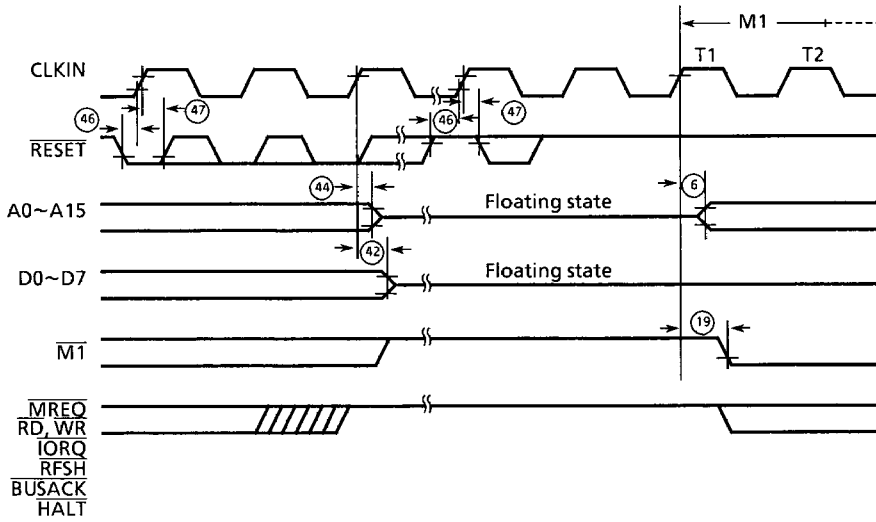 M1
CLKIN
T1 T2
46 47 46 47
RESET
44 6
A0~A15 Floating state
42
D0~D7 Floating state
19
M1
MREQ
RD, WR
IORQ
RFSH
BUSACK
HALT